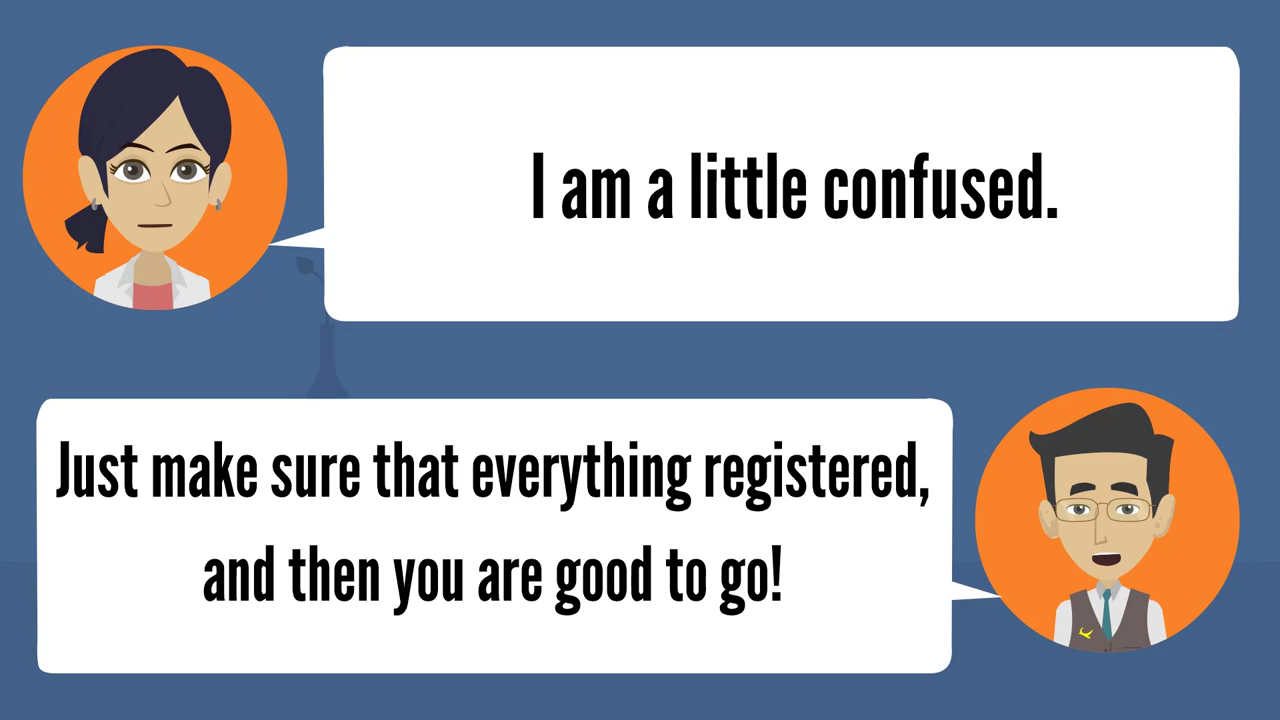 I am a little confused.
Just make sure that everything registered,
and then you are good to go!